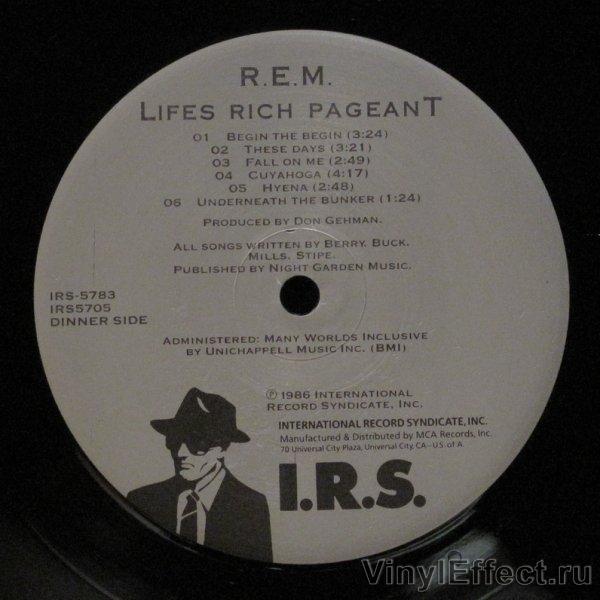 R.E.M.
LIFES RICH PAGEANT
01 BEGIN THE BEGIN (3:24)
02 THESE DAYS (3:21)
03 FALL ON ME (2:49)
04 CUYAHOGA (4:17)
05 HYENA (2:48)
06 UNDERNEATH THE BUNKER (1:24)
PRODUCED BY DON GEHMAN.
ALL SONGS WRITTEN BY BERRY. BUCK.
MILLS. STIPE.
PUBLISHED BY NIGHT GARDEN MUSIC.
IRS-5783
IRS5705
DINNER SIDE
ADMINISTERED: MANY WORLDS INCLUSIVE
BY UNICHAPPELL MUSIC INC. (BMI)
℗ 1986 INTERNATIONAL
RECORD SYNDICATE, INC.
INTERNATIONAL RECORD SYNDICATE, INC.
Manufactured & Distributed by MCA Records, Inc.
70 Universal City Plaza, Universal City, CA–U.S. of A.
I.R.S.
VinylEffect.ru